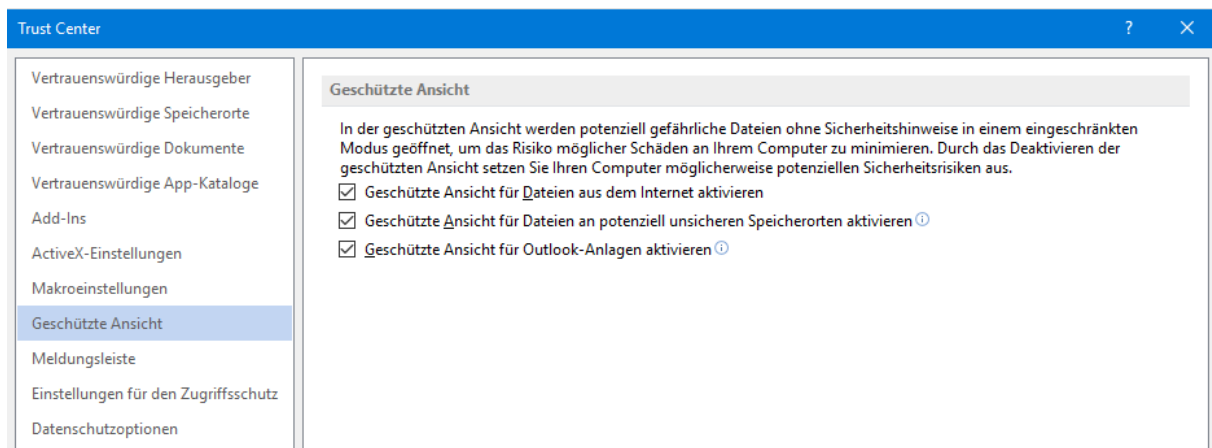 Trust Center
?
Vertrauenswürdige Herausgeber
Vertrauenswürdige Speicherorte
Vertrauenswürdige Dokumente
Vertrauenswürdige App-Kataloge
Add-Ins
ActiveX-Einstellungen
Makroeinstellungen
Geschützte Ansicht
Meldungsleiste
Einstellungen für den Zugriffsschutz
Datenschutzoptionen
Geschützte Ansicht
In der geschützten Ansicht werden potenziell gefährliche Dateien ohne Sicherheitshinweise in einem eingeschränkten
Modus geöffnet, um das Risiko möglicher Schäden an Ihrem Computer zu minimieren. Durch das Deaktivieren der
geschützten Ansicht setzen Sie Ihren Computer möglicherweise potenziellen Sicherheitsrisiken aus.
Geschützte Ansicht für Dateien aus dem Internet aktivieren
Geschützte Ansicht für Dateien an potenziell unsicheren Speicherorten aktivieren
Geschützte Ansicht für Outlook-Anlagen aktivieren